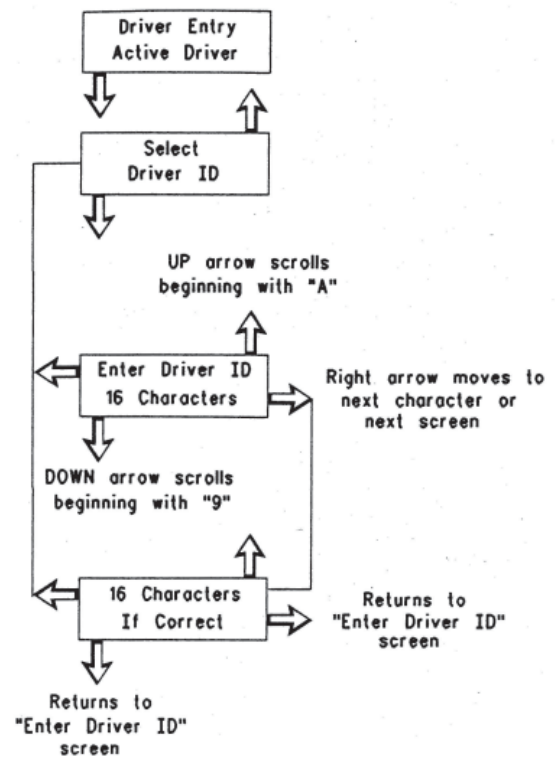 Driver Entry
Active Driver
Select
Driver ID
UP arrow scrolls
beginning with "A"
Enter Driver ID
16 Characters
Right arrow moves to
next character or
next screen
DOWN arrow scrolls
beginning with "9"
16 Characters
If Correct
Returns to
"Enter Driver ID"
screen
Returns to
"Enter Driver ID"
screen